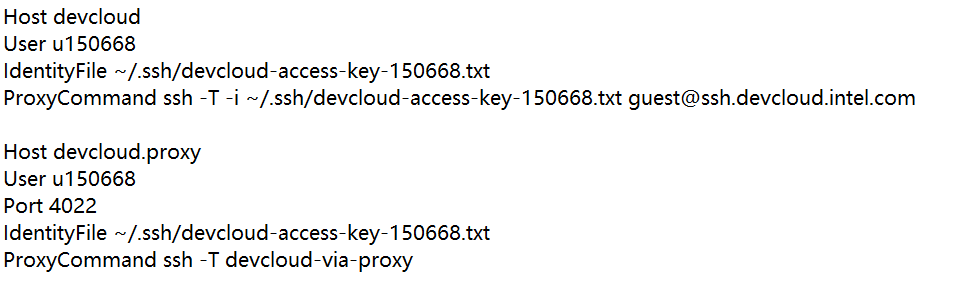 Host devcloud
User u150668
IdentityFile ~/.ssh/devcloud-access-key-150668.txt
ProxyCommand ssh -T -i ~/.ssh/devcloud-access-key-150668.txt guest@ssh.devcloud.intel.com

Host devcloud.proxy
User u150668
Port 4022
IdentityFile ~/.ssh/devcloud-access-key-150668.txt
ProxyCommand ssh -T devcloud-via-proxy